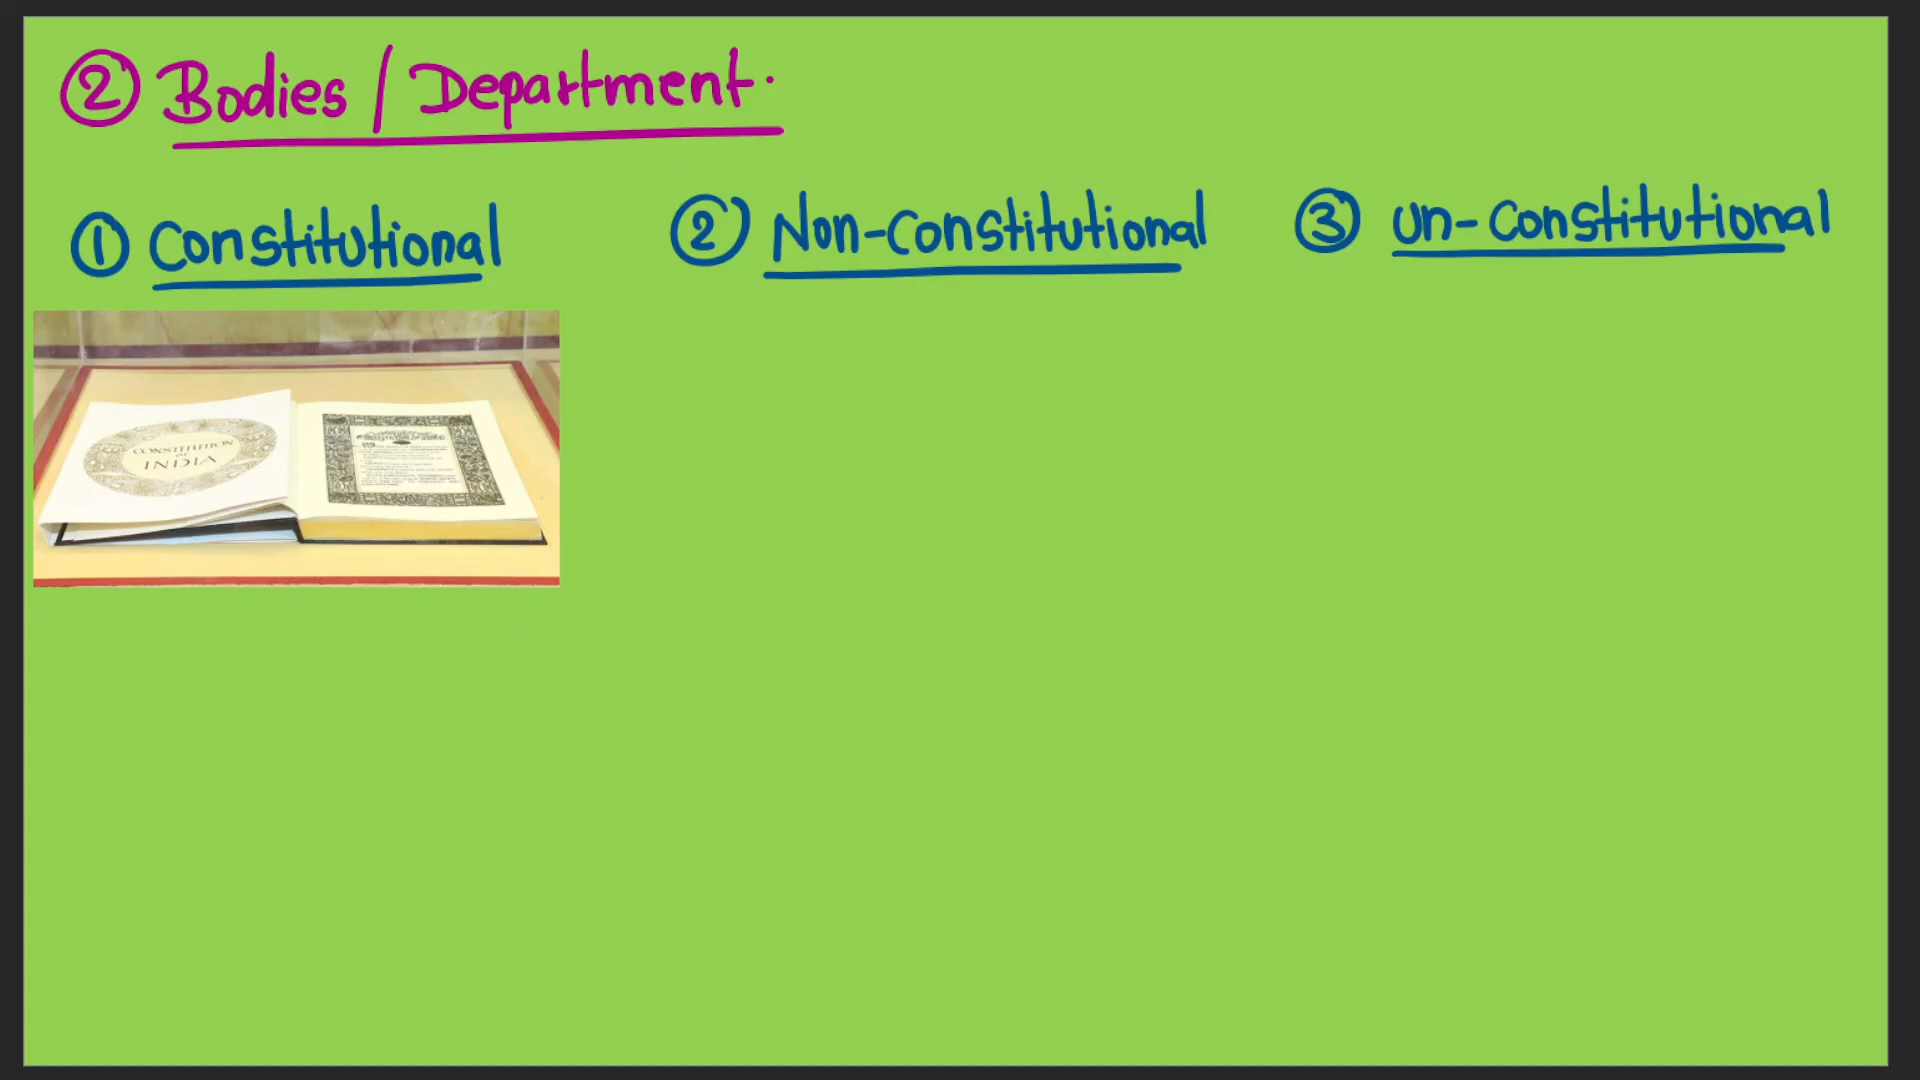 ② Bodies / Department.
① Constitutional
② Non-Constitutional
③ Un-Constitutional
CONSTITUTION
OF
INDIA